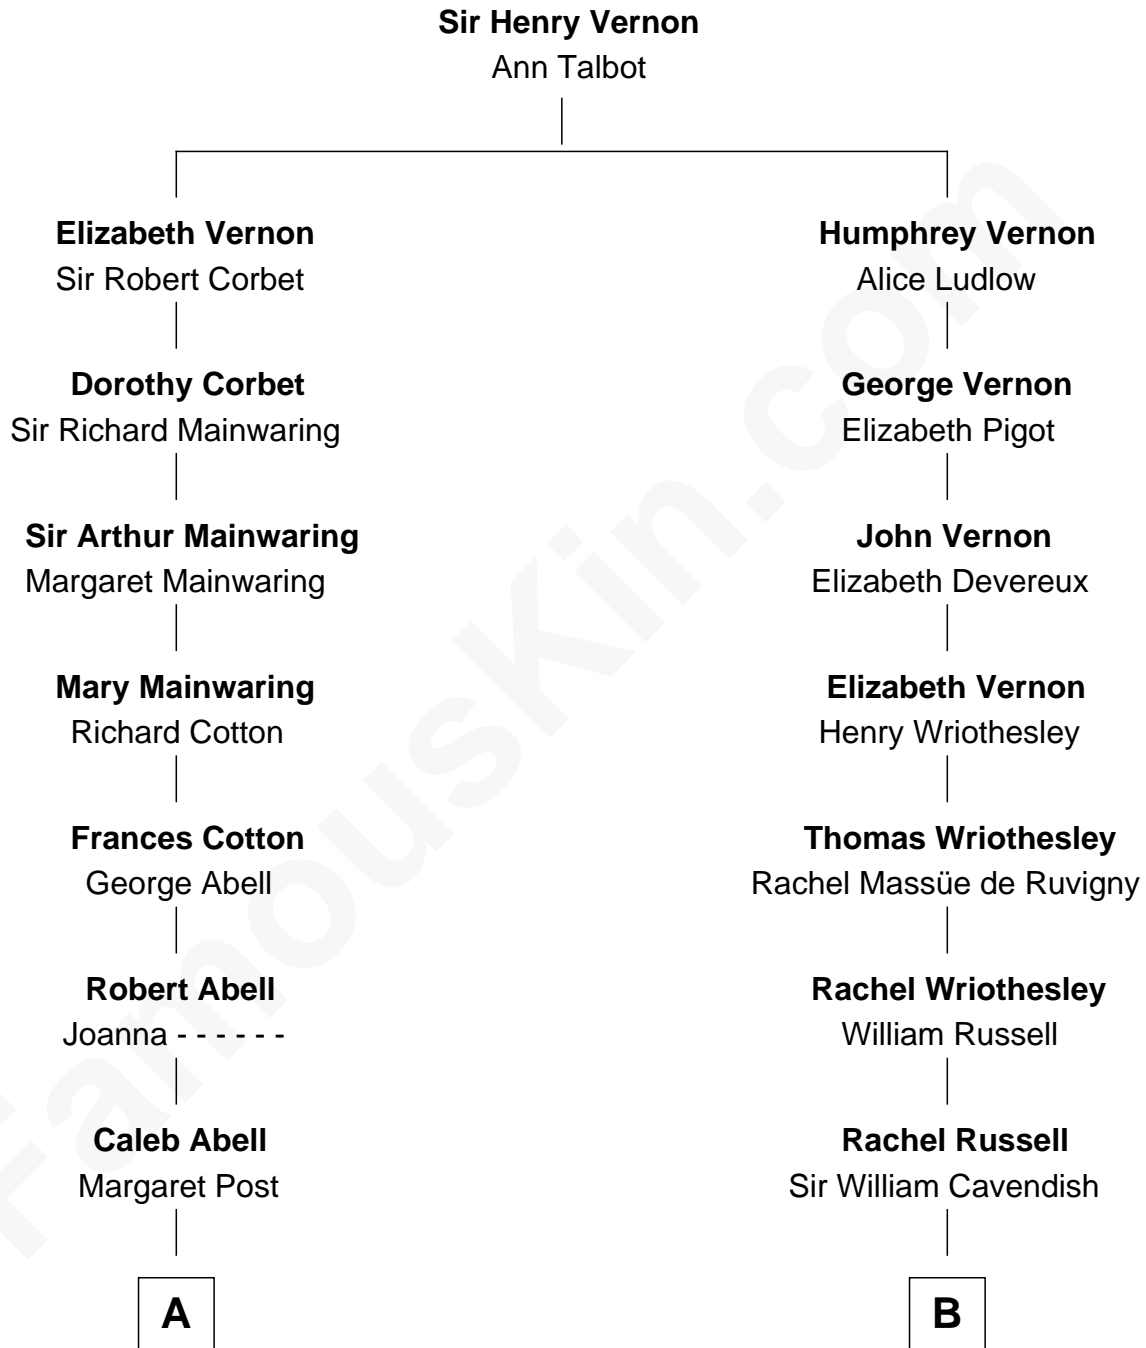 Sir Henry Vernon
Ann Talbot
Elizabeth Vernon
Sir Robert Corbet
Humphrey Vernon
Alice Ludlow
Dorothy Corbet
Sir Richard Mainwaring
George Vernon
Elizabeth Pigot
Sir Arthur Mainwaring
Margaret Mainwaring
John Vernon
Elizabeth Devereux
Mary Mainwaring
Richard Cotton
Elizabeth Vernon
Henry Wriothesley
Frances Cotton
George Abell
Thomas Wriothesley
Rachel Massüe de Ruvigny
Robert Abell
Joanna - - - - - -
Rachel Wriothesley
William Russell
Caleb Abell
Margaret Post
Rachel Russell
Sir William Cavendish
A
B
FamousKin.com